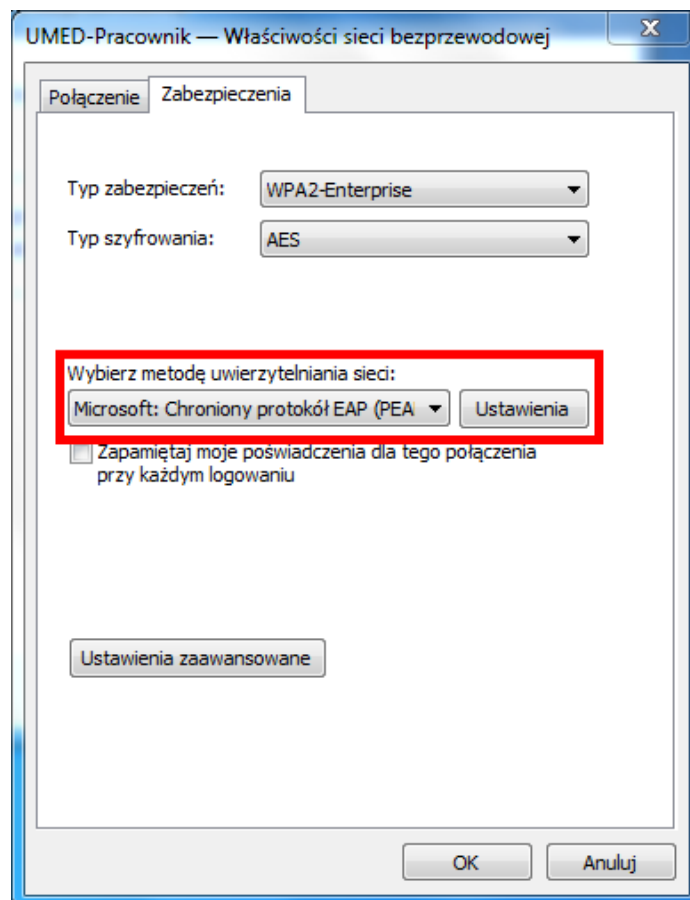 UMED-Pracownik — Właściwości sieci bezprzewodowej
Połączenie Zabezpieczenia
Typ zabezpieczeń: WPA2-Enterprise
Typ szyfrowania: AES
Wybierz metodę uwierzytelniania sieci:
Microsoft: Chroniony protokół EAP (PEA Ustawienia
Zapamiętaj moje poświadczenia dla tego połączenia
przy każdym logowaniu
Ustawienia zaawansowane
OK Anuluj